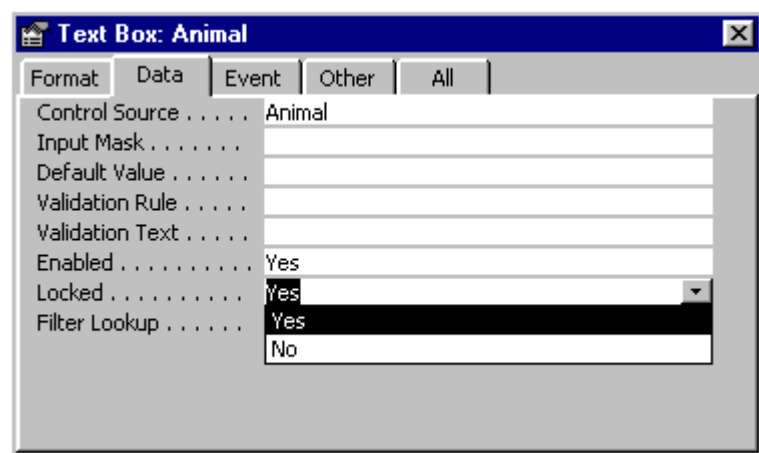 Text Box: Animal
Format Data Event Other All
Control Source . . . . . Animal
Input Mask . . . . . . .
Default Value . . . . . .
Validation Rule . . . . .
Validation Text . . . . .
Enabled . . . . . . . . . . Yes
Locked . . . . . . . . . . Yes
Filter Lookup . . . . . . Yes
No